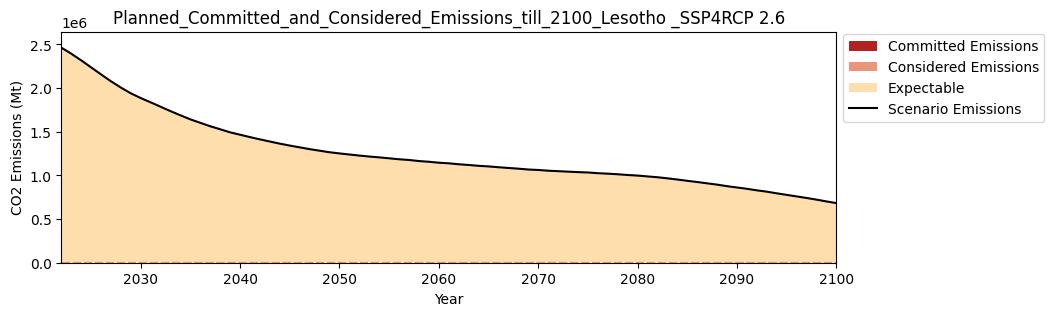 Planned_Committed_and_Considered_Emissions_till_2100_Lesotho _SSP4RCP 2.6
1e6
2.5
2.0
1.5
1.0
0.5
0.0
CO2 Emissions (Mt)
2030 2040 2050 2060 2070 2080 2090 2100
Year
Committed Emissions
Considered Emissions
Expectable
Scenario Emissions